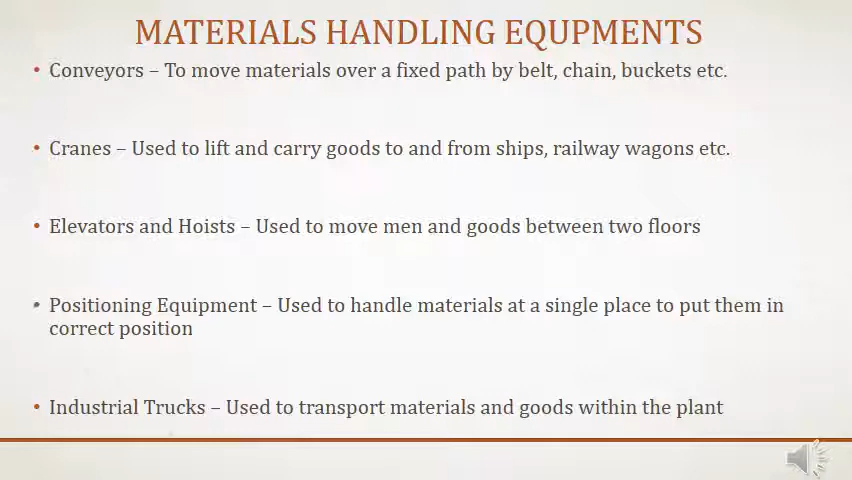 MATERIALS HANDLING EQUPMENTS
• Conveyors – To move materials over a fixed path by belt, chain, buckets etc.
• Cranes – Used to lift and carry goods to and from ships, railway wagons etc.
• Elevators and Hoists – Used to move men and goods between two floors
• Positioning Equipment – Used to handle materials at a single place to put them in
correct position
• Industrial Trucks – Used to transport materials and goods within the plant